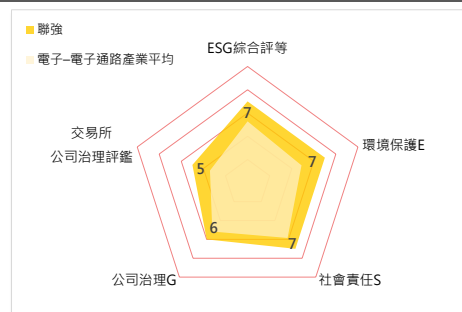 聯強
電子–電子通路產業平均
ESG綜合評等
7
環境保護E
7
社會責任S
7
公司治理G
6
交易所
公司治理評鑑
5